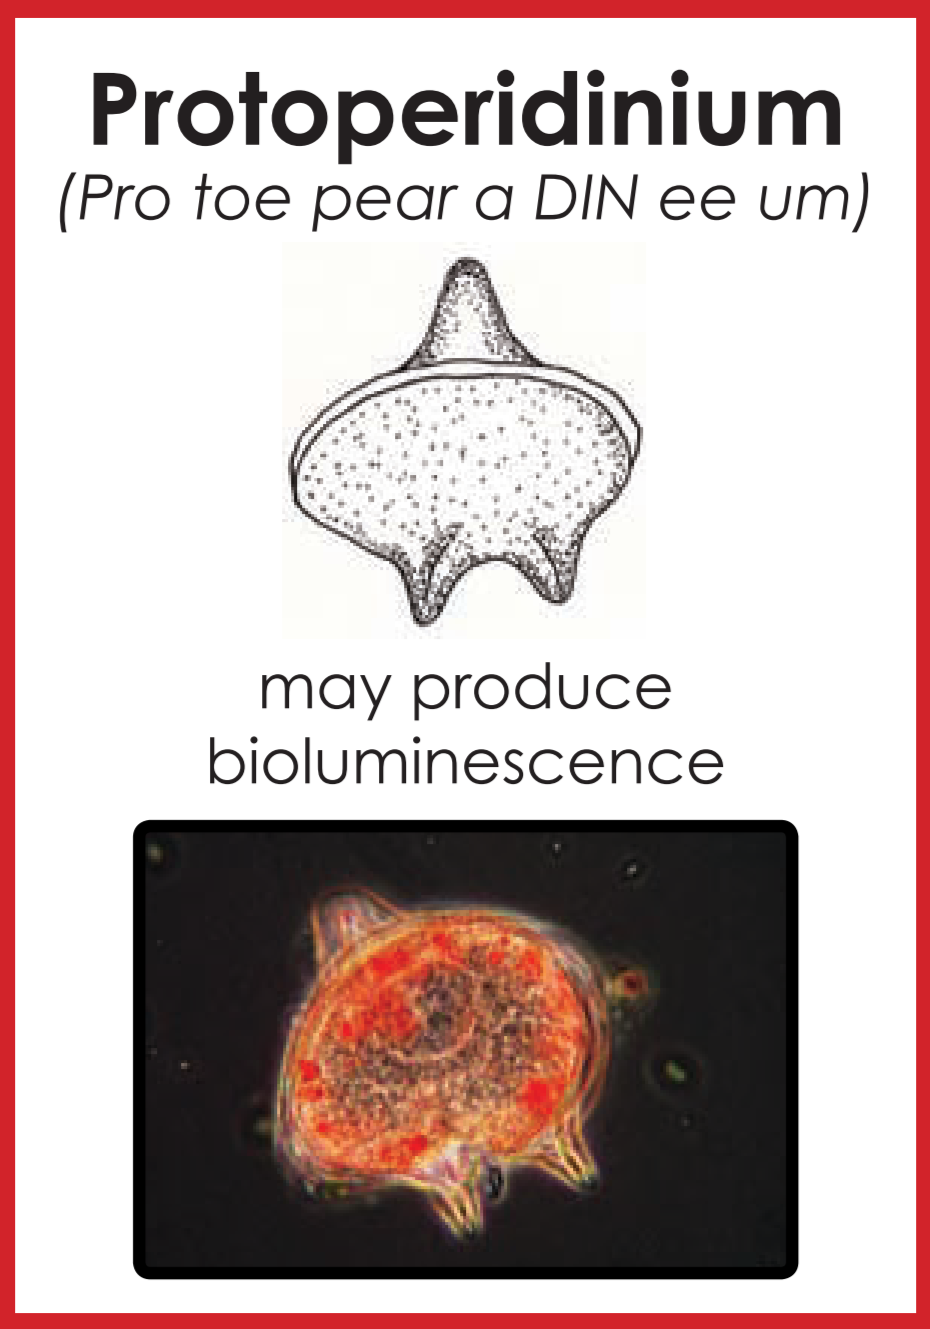 Protoperidinium
(Pro toe pear a DIN ee um)
may produce
bioluminescence